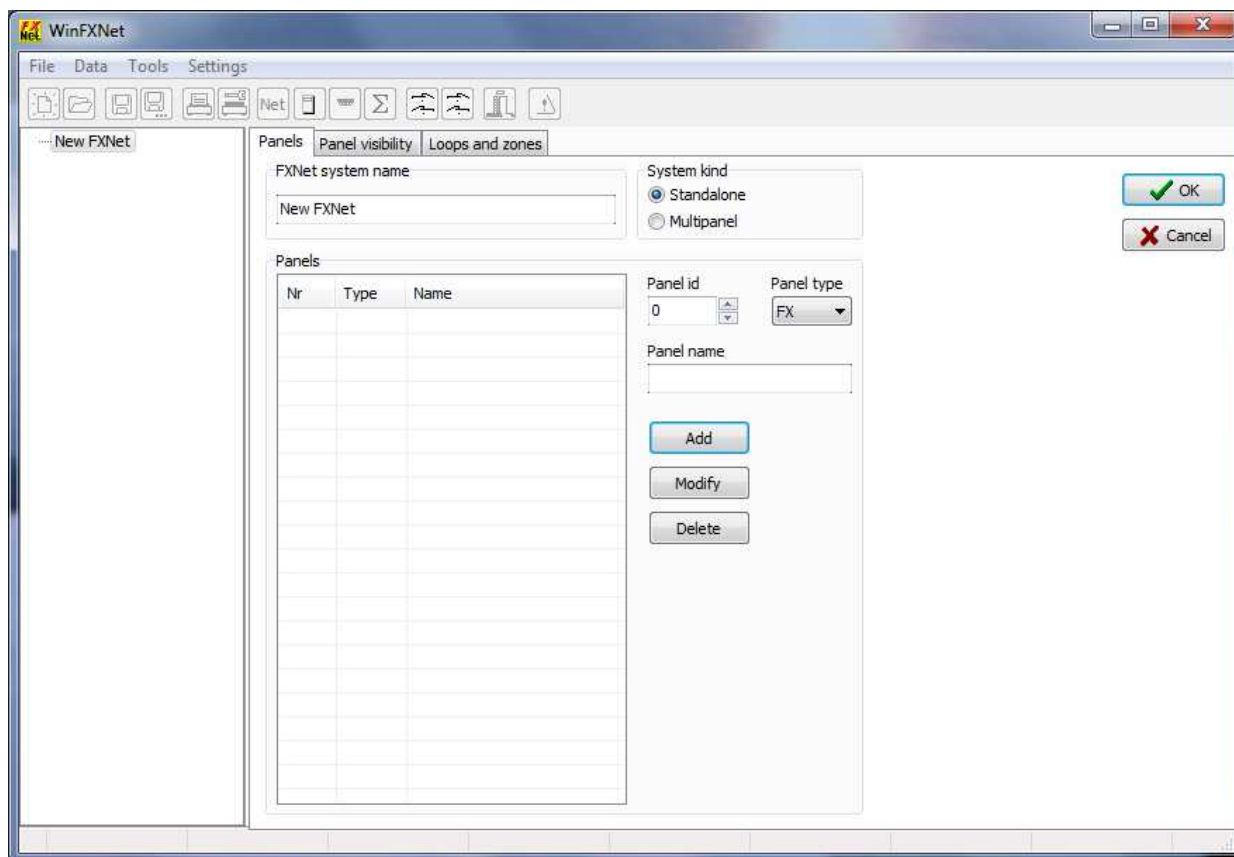 WinFXNet
File Data Tools Settings
Net Σ
New FXNet
Panels Panel visibility Loops and zones
FXNet system name
New FXNet
System kind
Standalone
Multipanel
OK
Cancel
Panels
Nr Type Name
Panel id Panel type
0 FX
Panel name
Add
Modify
Delete